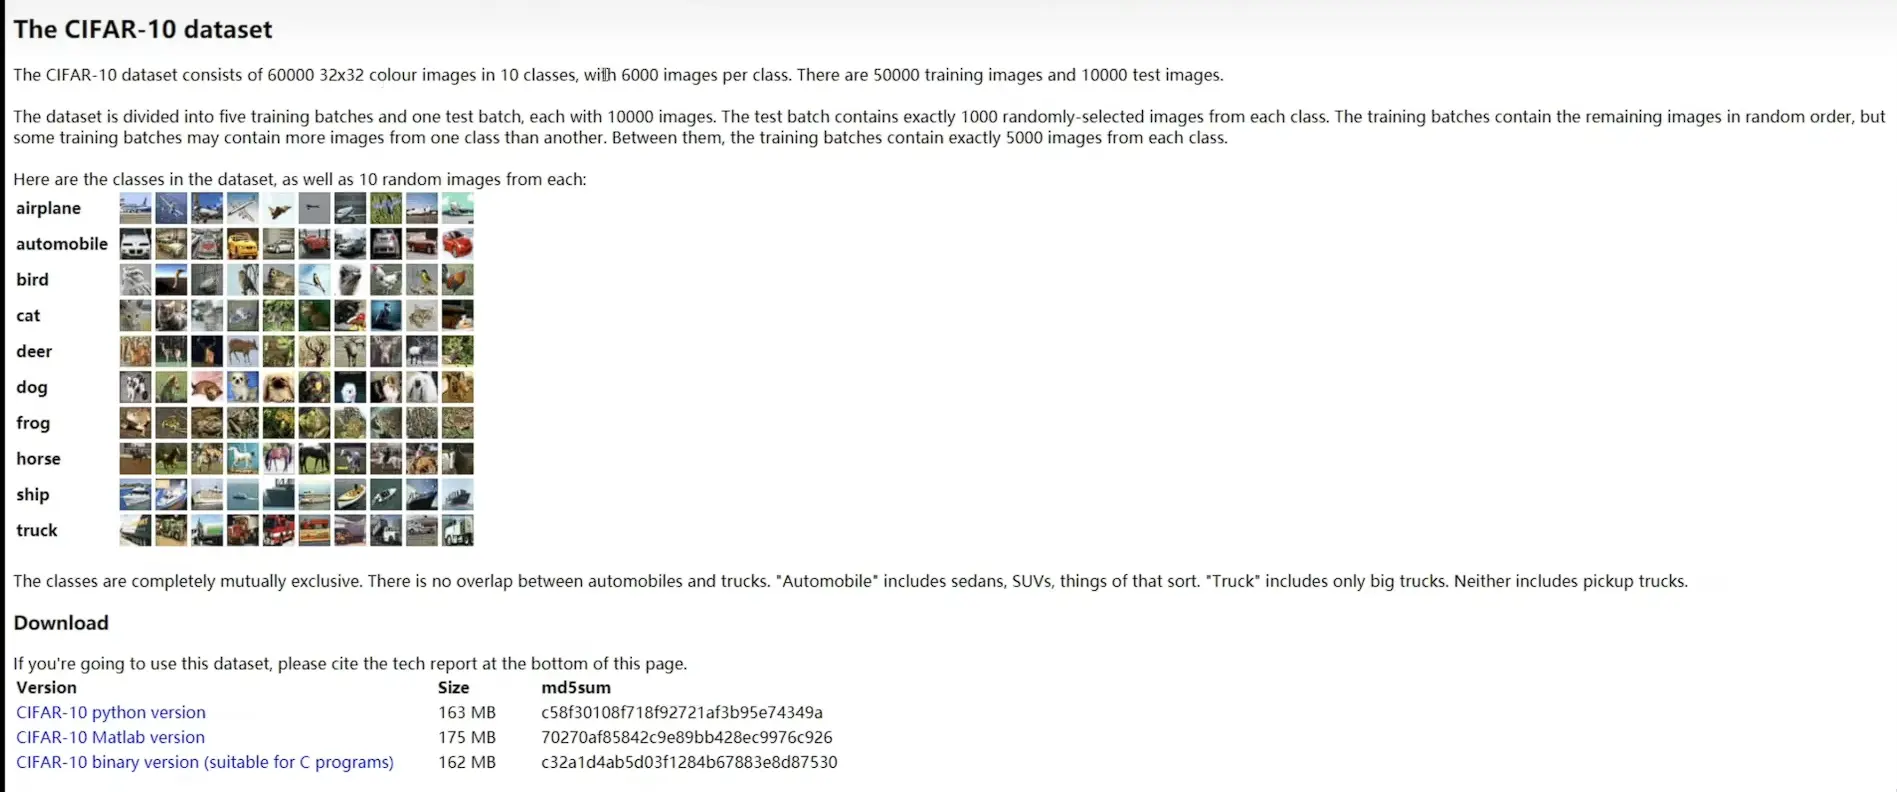 The CIFAR-10 dataset
The CIFAR-10 dataset consists of 60000 32x32 colour images in 10 classes, with 6000 images per class. There are 50000 training images and 10000 test images.
The dataset is divided into five training batches and one test batch, each with 10000 images. The test batch contains exactly 1000 randomly-selected images from each class. The training batches contain the remaining images in random order, but
some training batches may contain more images from one class than another. Between them, the training batches contain exactly 5000 images from each class.
Here are the classes in the dataset, as well as 10 random images from each:
airplane
automobile
bird
cat
deer
dog
frog
horse
ship
truck
The classes are completely mutually exclusive. There is no overlap between automobiles and trucks. "Automobile" includes sedans, SUVs, things of that sort. "Truck" includes only big trucks. Neither includes pickup trucks.
Download
If you're going to use this dataset, please cite the tech report at the bottom of this page.
Version Size md5sum
CIFAR-10 python version 163 MB c58f30108f718f92721af3b95e74349a
CIFAR-10 Matlab version 175 MB 70270af85842c9e89bb428ec9976c926
CIFAR-10 binary version (suitable for C programs) 162 MB c32a1d4ab5d03f1284b67883e8d87530